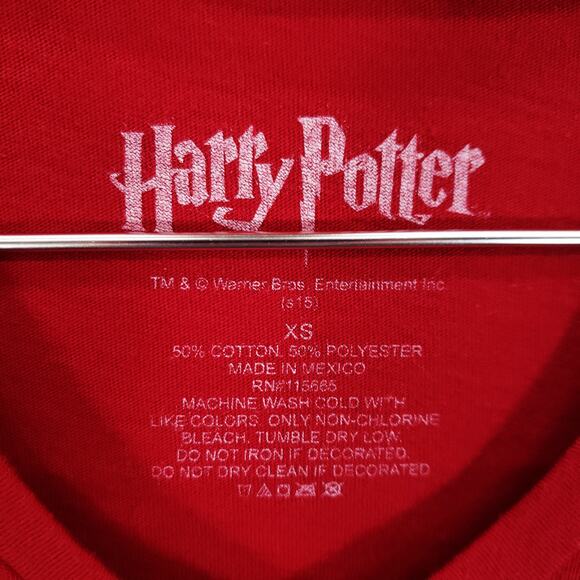 Harry Potter
TM & © Warner Bros. Entertainment Inc.
(s15)
XS
50% COTTON. 50% POLYESTER
MADE IN MEXICO
RN#115665
MACHINE WASH COLD WITH
LIKE COLORS. ONLY NON-CHLORINE
BLEACH. TUMBLE DRY LOW.
DO NOT IRON IF DECORATED.
DO NOT DRY CLEAN IF DECORATED